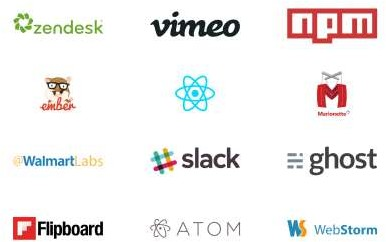 zendesk
vimeo
npm
ember
Marionette
@WalmartLabs
slack
ghost
Flipboard
ATOM
WebStorm